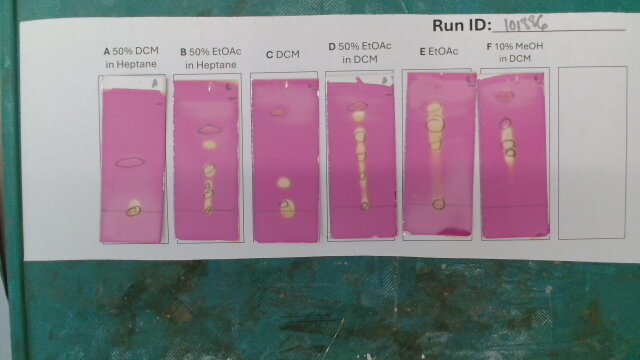 Run ID: 101886
A 50% DCM
in Heptane
B 50% EtOAc
in Heptane
C DCM
D 50% EtOAc
in DCM
E EtOAc
F 10% MeOH
in DCM